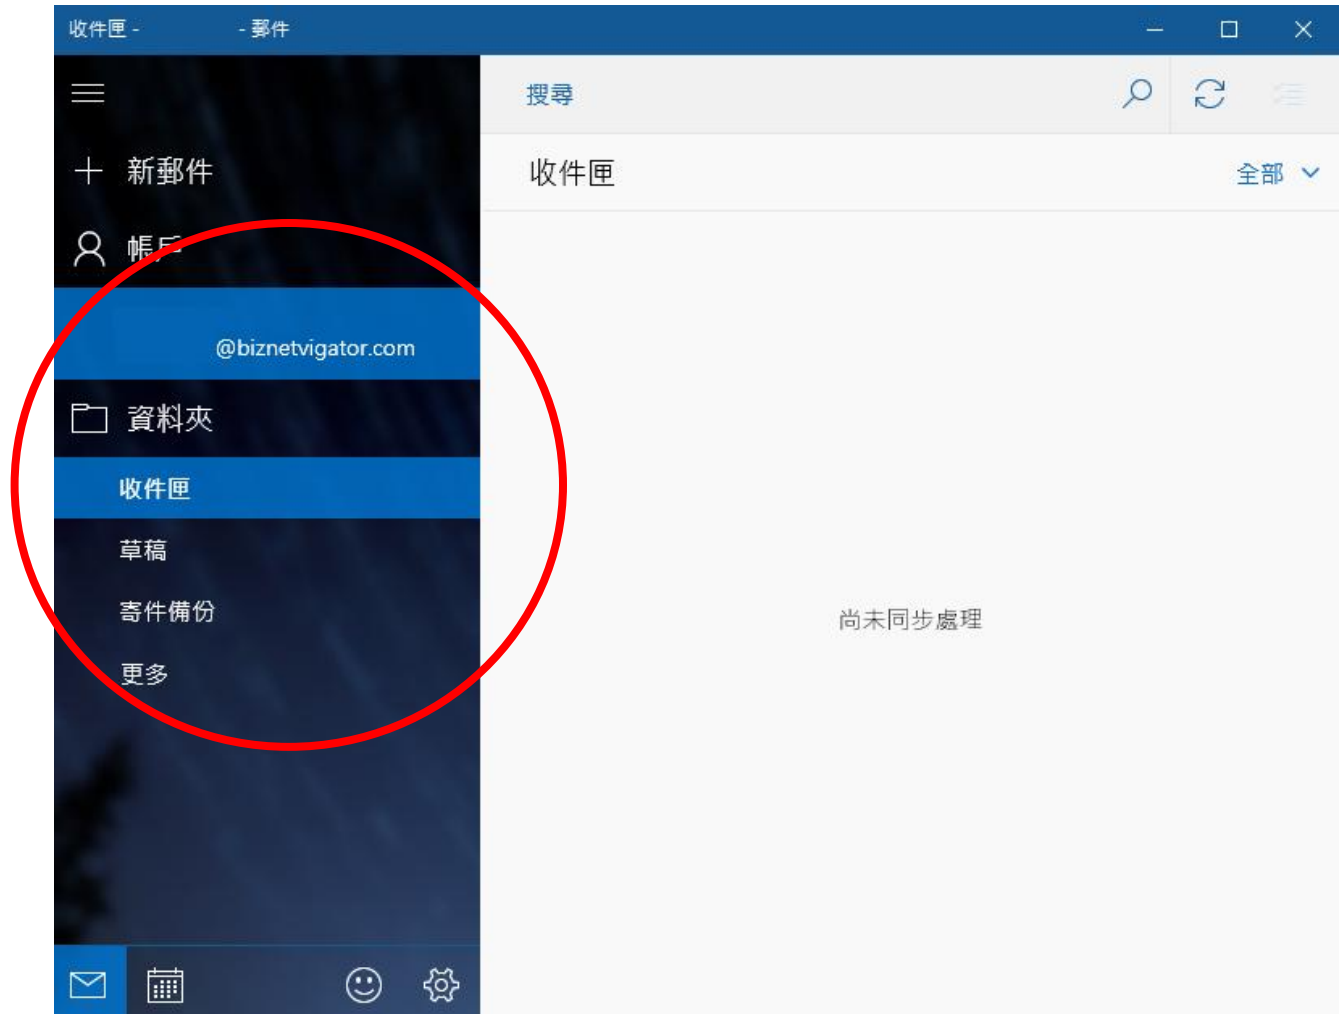 收件匣 - - 郵件
搜尋
新郵件
收件匣
全部
帳戶
@biznetvigator.com
資料夾
收件匣
草稿
寄件備份
尚未同步處理
更多